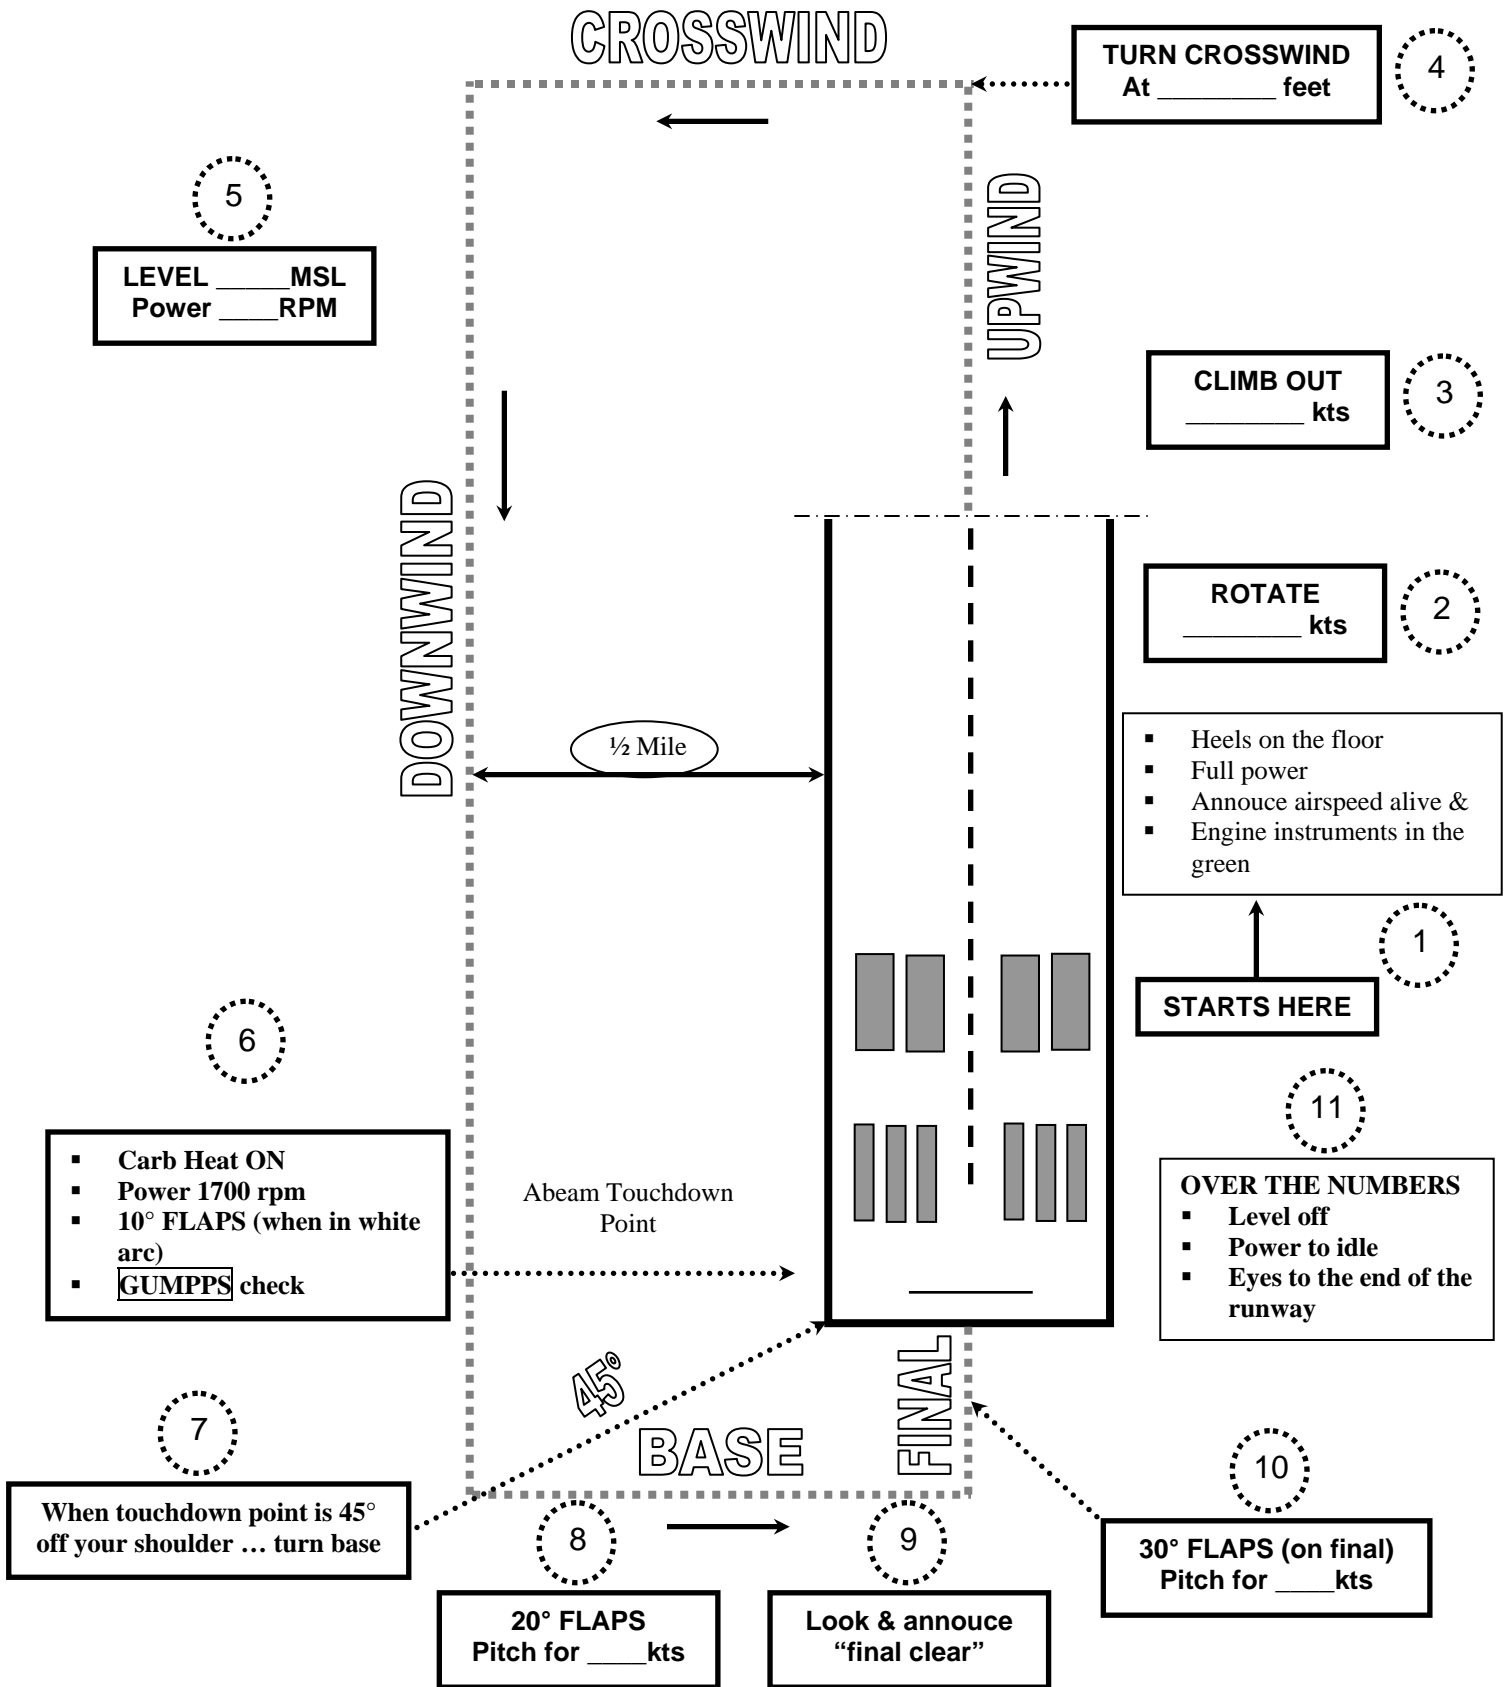 CROSSWIND
TURN CROSSWIND
At ________ feet
4
5
LEVEL _____MSL
Power ____RPM
UPWIND
CLIMB OUT
________ kts
3
DOWNWIND
ROTATE
________ kts
2
½ Mile
▪ Heels on the floor
▪ Full power
▪ Annouce airspeed alive &
▪ Engine instruments in the
green
1
STARTS HERE
6
▪ Carb Heat ON
▪ Power 1700 rpm
▪ 10° FLAPS (when in white
arc)
▪ GUMPPS check
Abeam Touchdown
Point
11
OVER THE NUMBERS
▪ Level off
▪ Power to idle
▪ Eyes to the end of the
runway
45°
BASE
FINAL
7
When touchdown point is 45°
off your shoulder … turn base
8
20° FLAPS
Pitch for ____kts
9
Look & annouce
“final clear”
10
30° FLAPS (on final)
Pitch for ____kts